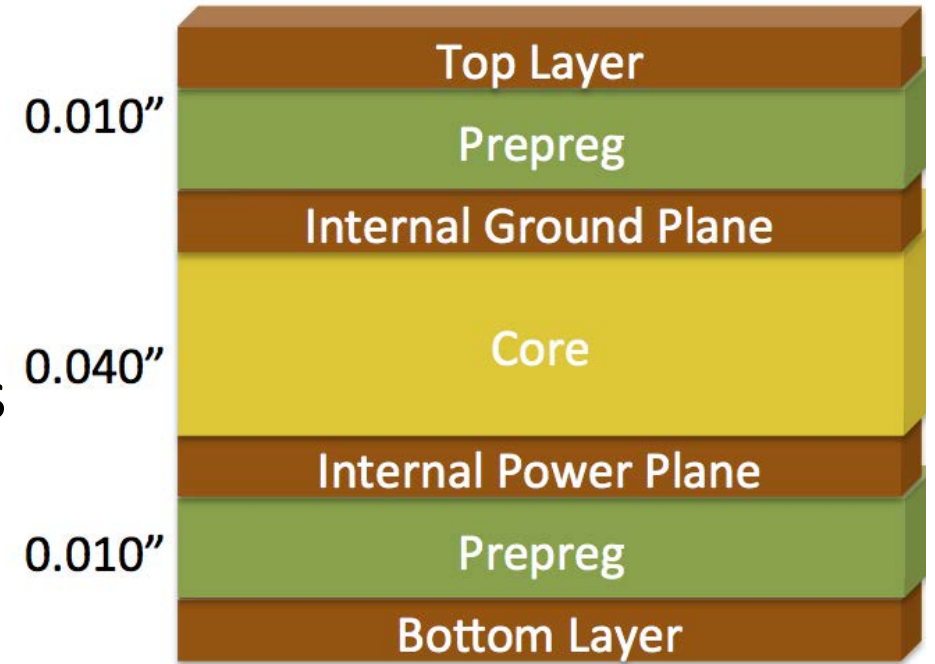 Top Layer
0.010”
Prepreg
Internal Ground Plane
Core
0.040”
s
Internal Power Plane
0.010”
Prepreg
Bottom Layer